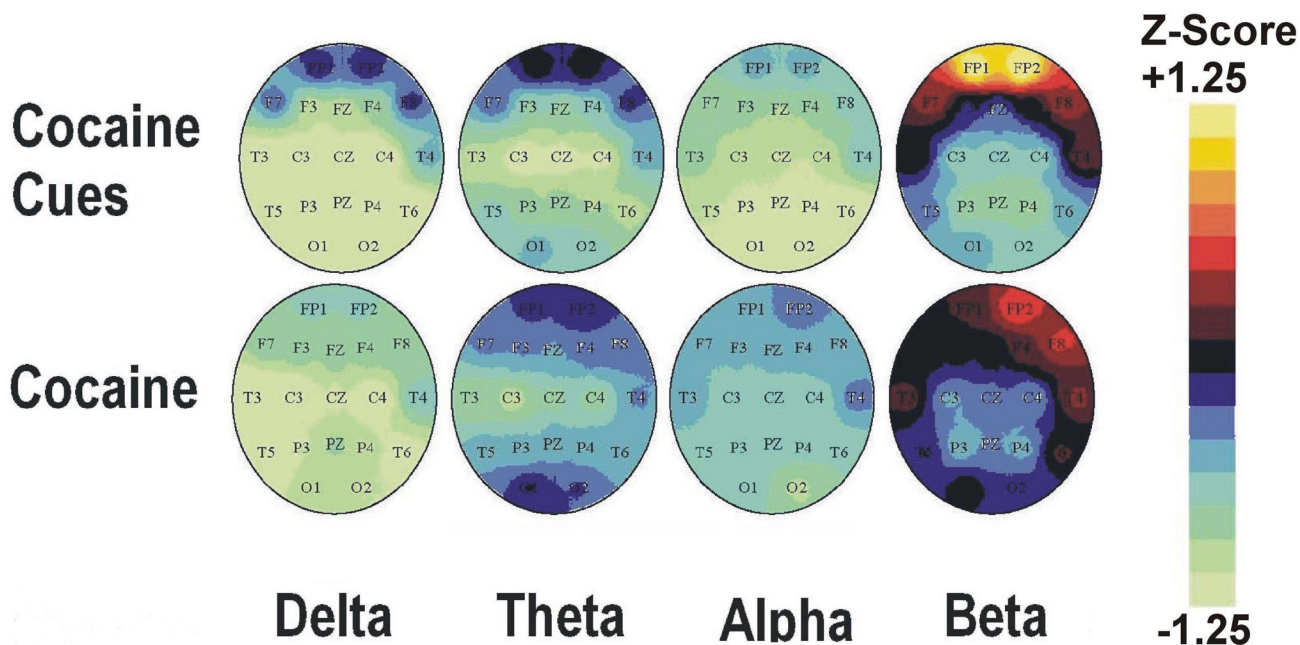 Z-Score
+1.25
Cocaine
Cues
FP1 FP2
F7 F3 FZ F4 F8
T3 C3 CZ C4 T4
T5 P3 PZ P4 T6
O1 O2
F7 F3 FZ F4 F8
T3 C3 CZ C4 T4
T5 P3 PZ P4 T6
O1 O2
FP1 FP2
F7 F3 FZ F4 F8
T3 C3 CZ C4 T4
T5 P3 PZ P4 T6
O1 O2
FP1 FP2
F7 FZ F8
C3 CZ C4 T4
T5 P3 PZ P4 T6
O1 O2
Cocaine
FP1 FP2
F7 F3 FZ F4 F8
T3 C3 CZ C4 T4
T5 P3 PZ P4 T6
O1 O2
FP1 FP2
F7 F3 FZ F4 F8
T3 C3 CZ C4 T4
T5 P3 PZ P4 T6
O1 O2
FP1 FP2
F7 F3 FZ F4 F8
T3 C3 CZ C4 T4
T5 P3 PZ P4 T6
O1 O2
FP1 FP2
F4 F8
T3 C3 CZ C4 T4
T5 P3 PZ P4
O2
-1.25
Delta Theta Alpha Beta